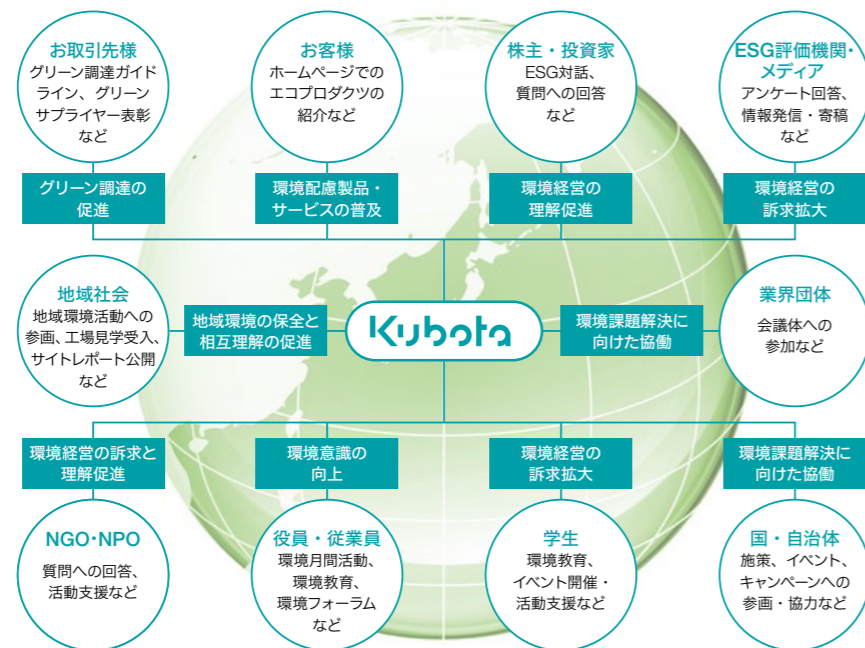 お取引先様
グリーン調達ガイド
ライン、グリーン
サプライヤー表彰
など
グリーン調達の
促進
お客様
ホームページでの
エコプロダクツの
紹介など
環境配慮製品・
サービスの普及
株主・投資家
ESG対話、
質問への回答
など
環境経営の
理解促進
ESG評価機関・
メディア
アンケート回答、
情報発信・寄稿
など
環境経営の
訴求拡大
地域社会
地域環境活動への
参画、工場見学受入、
サイトレポート公開
など
地域環境の保全と
相互理解の促進
Kubota
環境課題解決に
向けた協働
業界団体
会議体への
参加など
環境経営の訴求と
理解促進
NGO・NPO
質問への回答、
活動支援など
環境意識の
向上
役員・従業員
環境月間活動、
環境教育、
環境フォーラム
など
環境経営の
訴求拡大
学生
環境教育、
イベント開催・
活動支援など
環境課題解決に
向けた協働
国・自治体
施策、イベント、
キャンペーンへの
参画・協力など